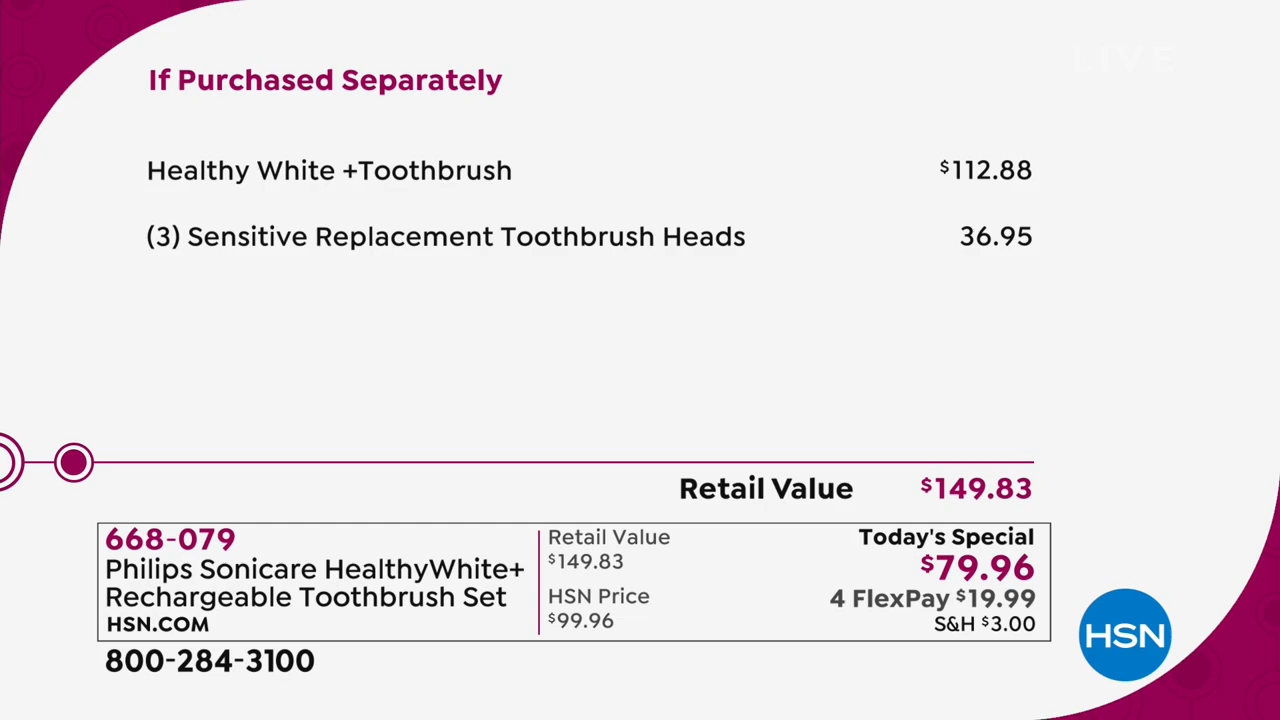 LIVE
If Purchased Separately
Healthy White +Toothbrush $112.88
(3) Sensitive Replacement Toothbrush Heads 36.95
Retail Value $149.83
668-079
Philips Sonicare HealthyWhite+
Rechargeable Toothbrush Set
HSN.COM
Retail Value
$149.83
HSN Price
$99.96
Today's Special
$79.96
4 FlexPay $19.99
S&H $3.00
800-284-3100
HSN